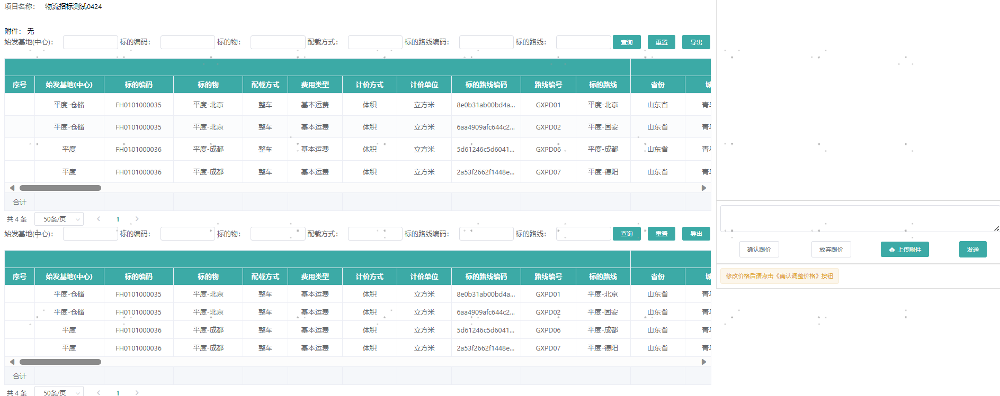 项目名称： 物流招标测试0424
附件： 无
始发基地(中心)： 标的编码： 标的物： 配载方式： 标的路线编码： 标的路线： 查询 重置 导出
序号 始发基地(中心) 标的编码 标的物 配载方式 费用类型 计价方式 计价单位 标的路线编码 路线编号 标的路线 省份
平度-仓储 FH0101000035 平度-北京 整车 基本运费 体积 立方米 8e0b31ab00bd4a... GXPD01 平度-北京 山东省 青
平度-仓储 FH0101000035 平度-北京 整车 基本运费 体积 立方米 6aa4909afc644c2... GXPD02 平度-固安 山东省 青
平度 FH0101000036 平度-成都 整车 基本运费 体积 立方米 5d61246c5d6041... GXPD06 平度-成都 山东省 青
平度 FH0101000036 平度-成都 整车 基本运费 体积 立方米 2a53f2662f1448e... GXPD07 平度-德阳 山东省 青
合计
共 4 条 50条/页 1
始发基地(中心)： 标的编码： 标的物： 配载方式： 标的路线编码： 标的路线： 查询 重置 导出
序号 始发基地(中心) 标的编码 标的物 配载方式 费用类型 计价方式 计价单位 标的路线编码 路线编号 标的路线 省份
平度-仓储 FH0101000035 平度-北京 整车 基本运费 体积 立方米 8e0b31ab00bd4a... GXPD01 平度-北京 山东省 青
平度-仓储 FH0101000035 平度-北京 整车 基本运费 体积 立方米 6aa4909afc644c2... GXPD02 平度-固安 山东省 青
平度 FH0101000036 平度-成都 整车 基本运费 体积 立方米 5d61246c5d6041... GXPD06 平度-成都 山东省 青
平度 FH0101000036 平度-成都 整车 基本运费 体积 立方米 2a53f2662f1448e... GXPD07 平度-德阳 山东省 青
合计
共 4 条 50条/页 1
确认跟价 放弃跟价 上传附件 发送
修改价格后请点击《确认调整价格》按钮